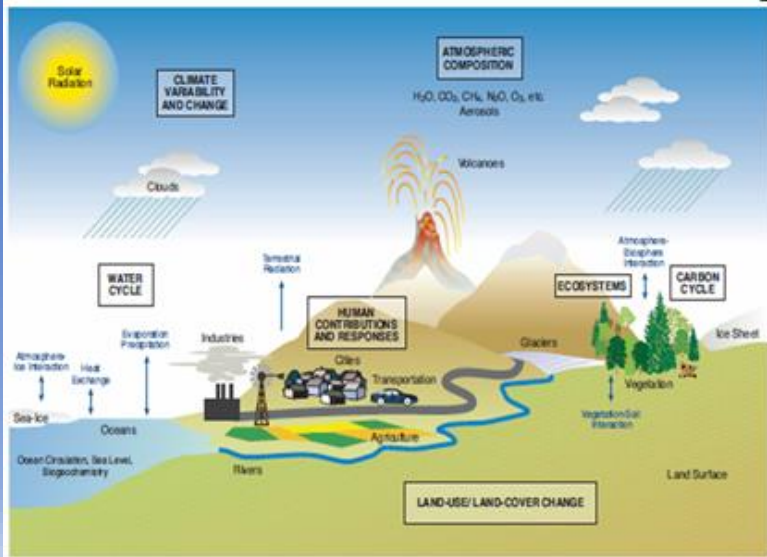 Solar
Radiation
CLIMATE
VARIABILITY
AND CHANGE
ATMOSPHERIC
COMPOSITION
H₂O, CO₂, CH₄, N₂O, O₃, etc.
Aerosols
Clouds
Volcanoes
WATER
CYCLE
Terrestrial
Radiation
Atmosphere-
Biosphere
Interaction
ECOSYSTEMS
CARBON
CYCLE
HUMAN
CONTRIBUTIONS
AND RESPONSES
Evaporation
Precipitation
Industries
Cities
Glaciers
Ice Sheet
Atmosphere-
Ice Interaction
Heat
Exchange
Transportation
Vegetation
Sea-Ice
Oceans
Agriculture
Vegetation-Soil
Interaction
Ocean Circulation, Sea Level,
Biogeochemistry
Rivers
Land Surface
LAND-USE/ LAND-COVER CHANGE